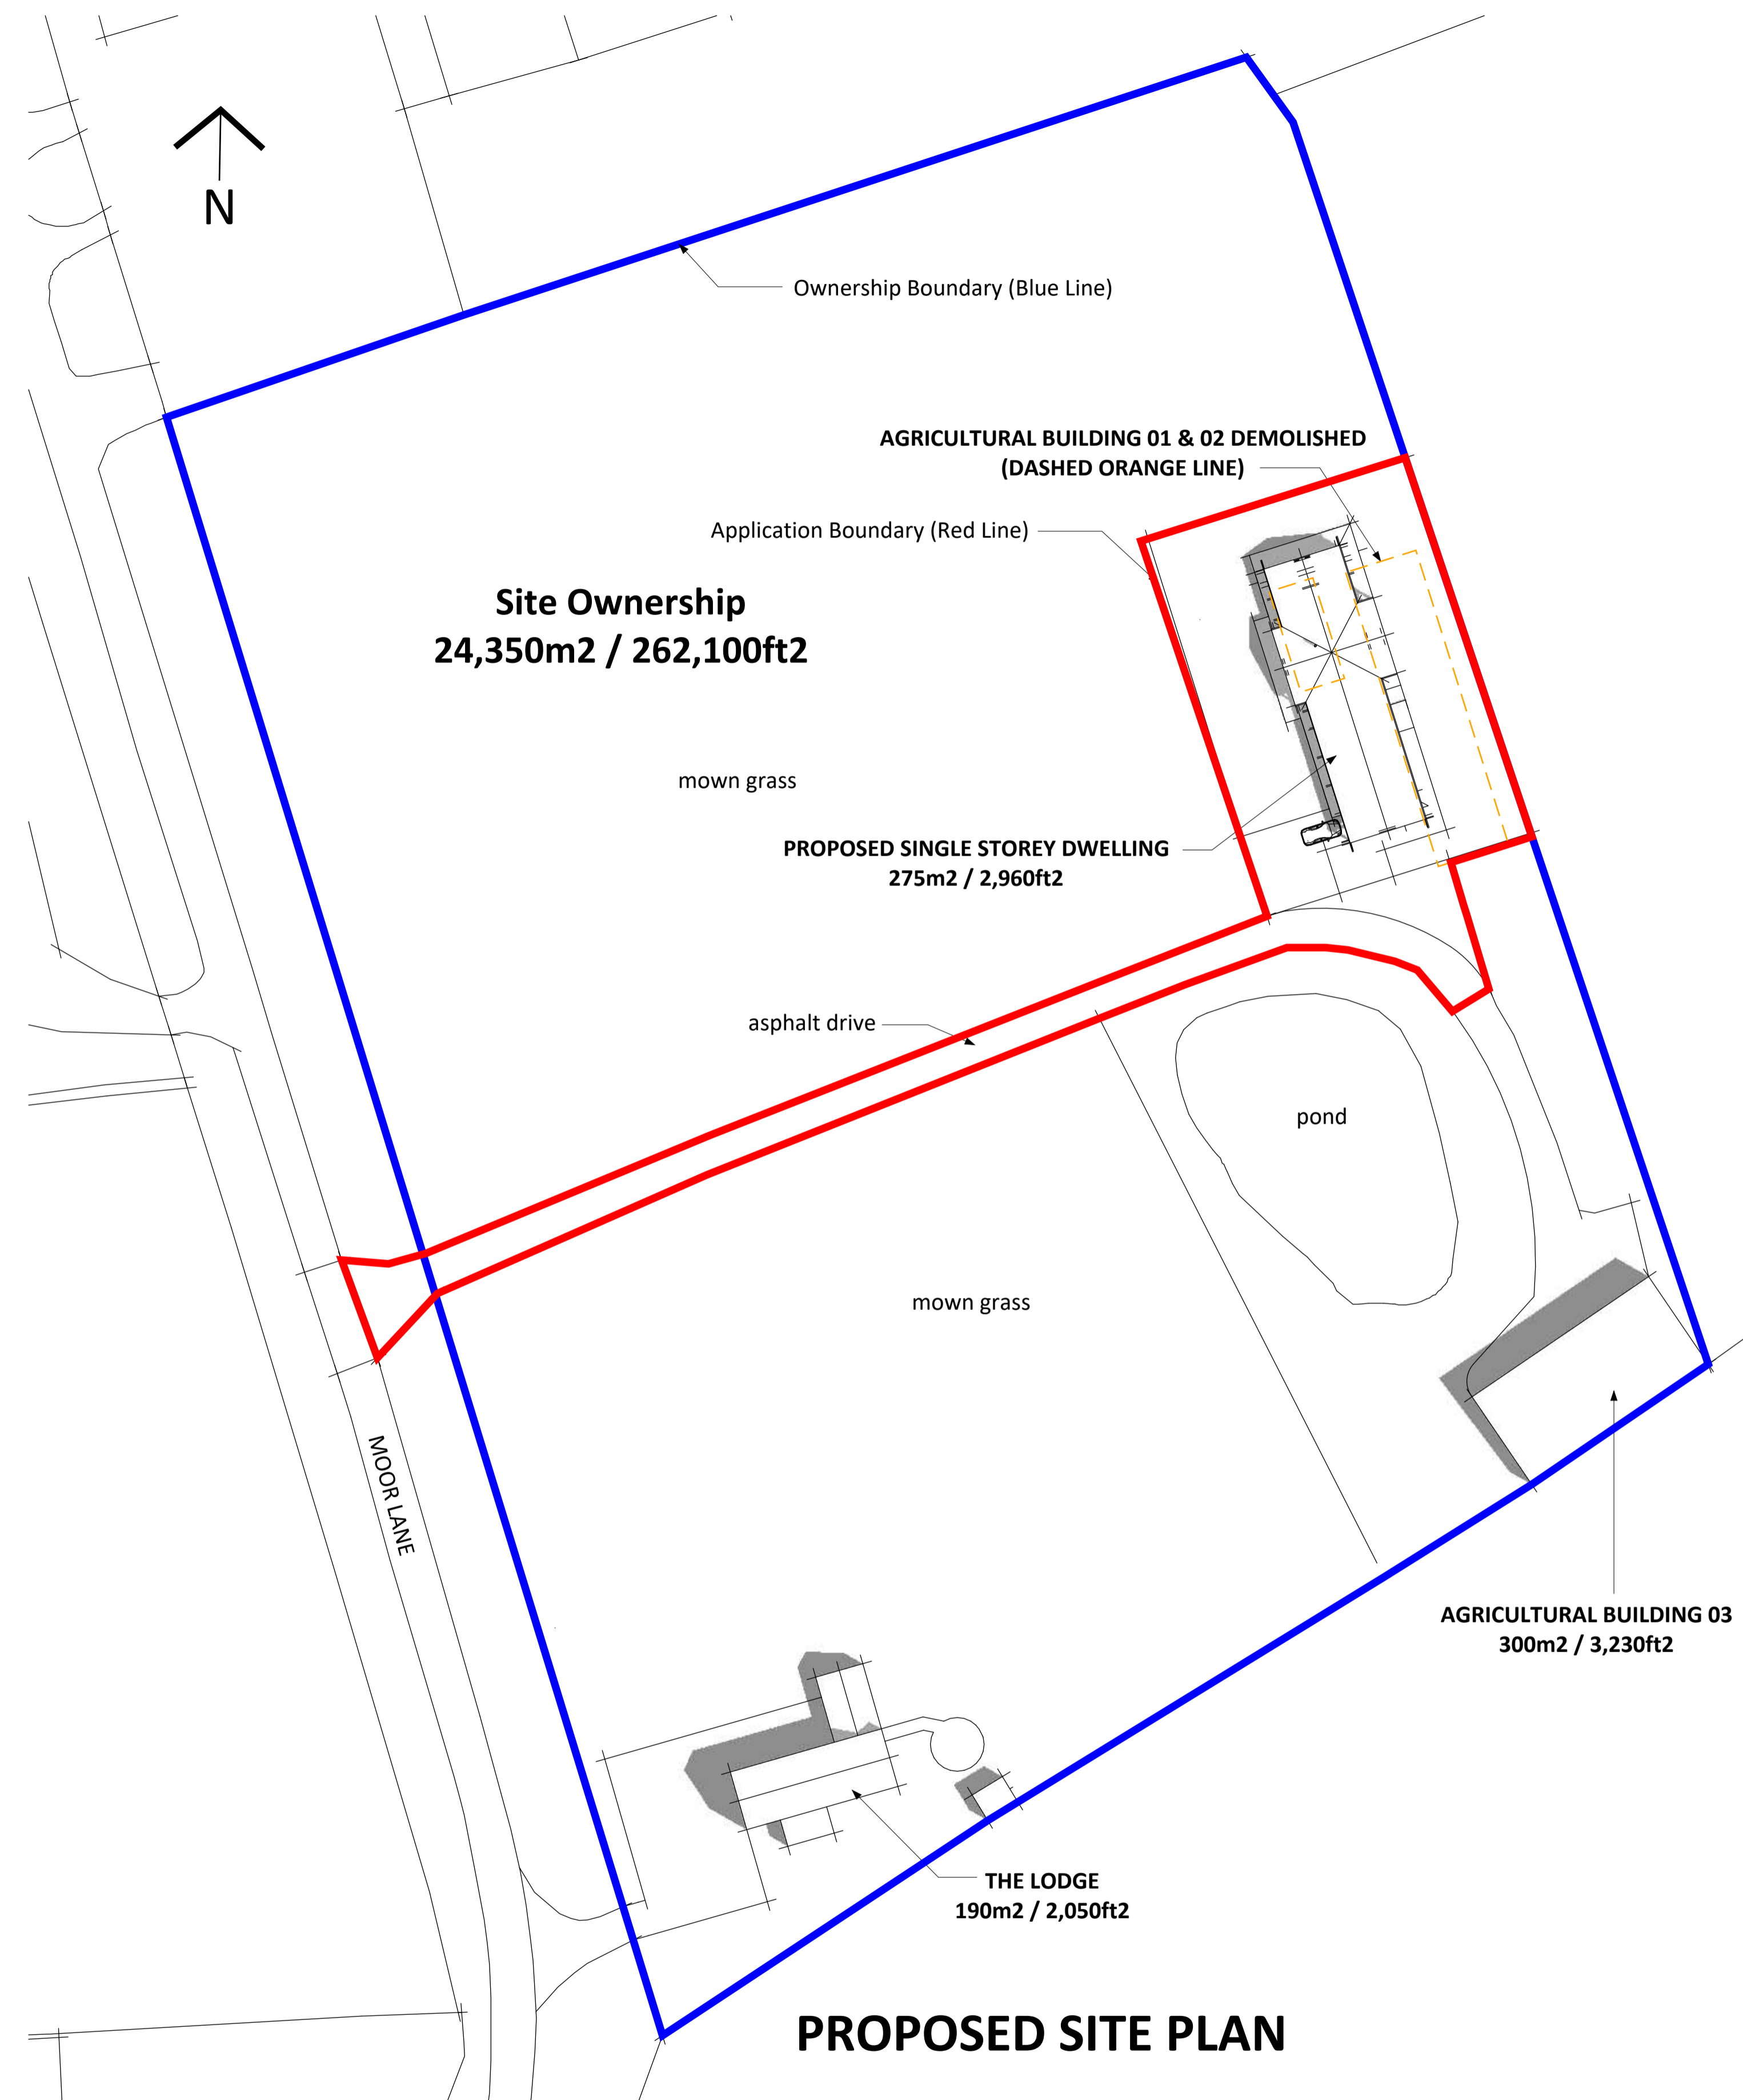 N
Ownership Boundary (Blue Line)
AGRICULTURAL BUILDING 01 & 02 DEMOLISHED
(DASHED ORANGE LINE)
Application Boundary (Red Line)
Site Ownership
24,350m2 / 262,100ft2
mown grass
PROPOSED SINGLE STOREY DWELLING
275m2 / 2,960ft2
asphalt drive
pond
mown grass
MOOR LANE
AGRICULTURAL BUILDING 03
300m2 / 3,230ft2
THE LODGE
190m2 / 2,050ft2
PROPOSED SITE PLAN